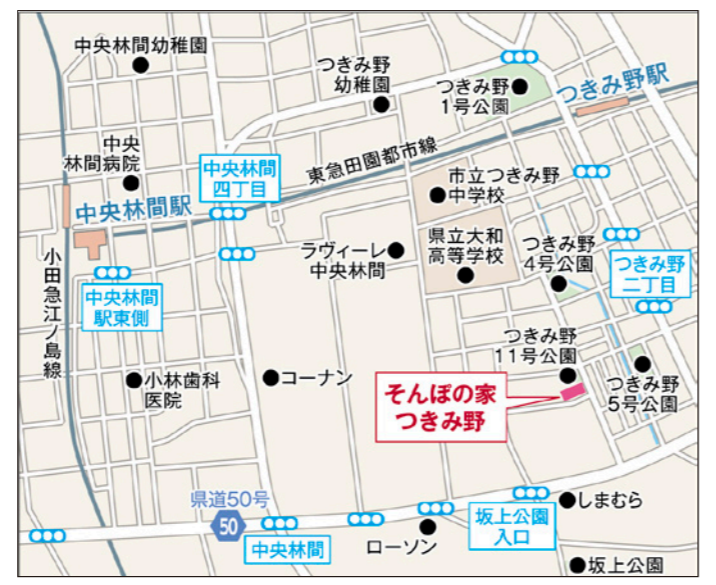 中央林間幼稚園
つきみ野
幼稚園
つきみ野
1号公園
つきみ野駅
中央
林間病院
中央林間
四丁目
東急田園都市線
市立つきみ野
中学校
中央林間駅
県立大和
高等学校
ラヴィーレ
中央林間
つきみ野
4号公園
つきみ野
二丁目
小田急江ノ島線
中央林間
駅東側
つきみ野
11号公園
小林歯科
医院
コーナン
そんぽの家
つきみ野
つきみ野
5号公園
県道50号
50
中央林間
ローソン
坂上公園
入口
しまむら
坂上公園